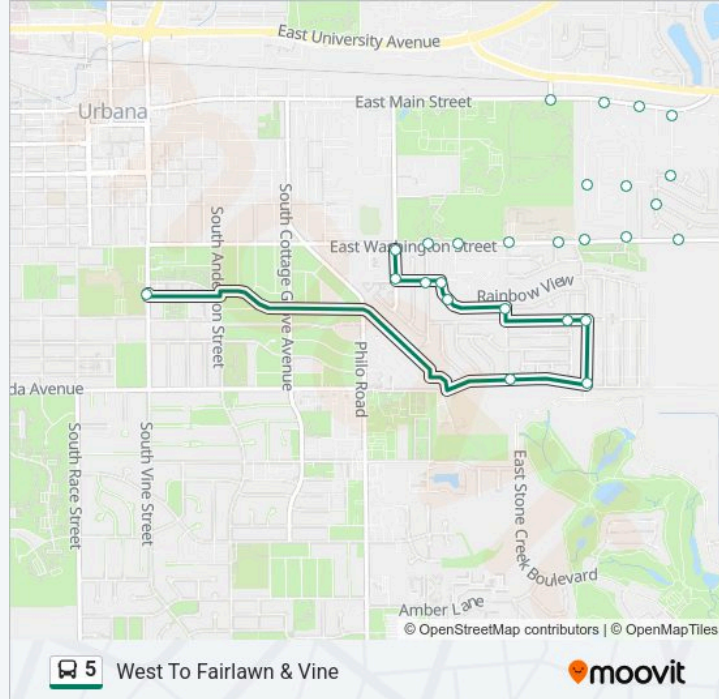 East University Avenue
Urbana
East Main Street
South Cottage Grove Avenue
South Anderson Street
East Washington Street
Rainbow View
Philo Road
da Avenue
South Race Street
South Vine Street
East Stone Creek Boulevard
Amber Lane
© OpenStreetMap contributors | © OpenMapTiles
5 West To Fairlawn & Vine
moovit